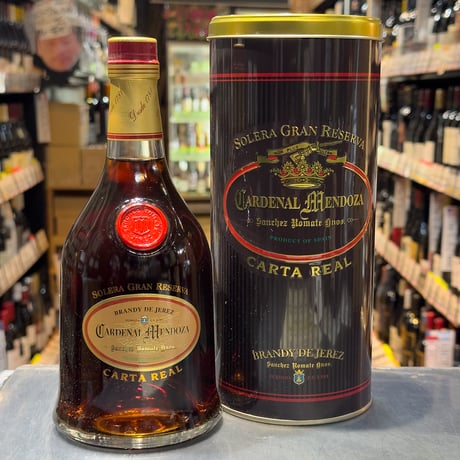 SOLERA GRAN RESERVA
BRANDY DE JEREZ
CARDENAL MENDOZA
Sanchez Romate Hnos.
CARTA REAL
SOLERA GRAN RESERVA
CARDENAL MENDOZA
Sanchez Romate Hnos.
PRODUCT OF SPAIN
CARTA REAL
BRANDY DE JEREZ
Sanchez Romate Hnos.